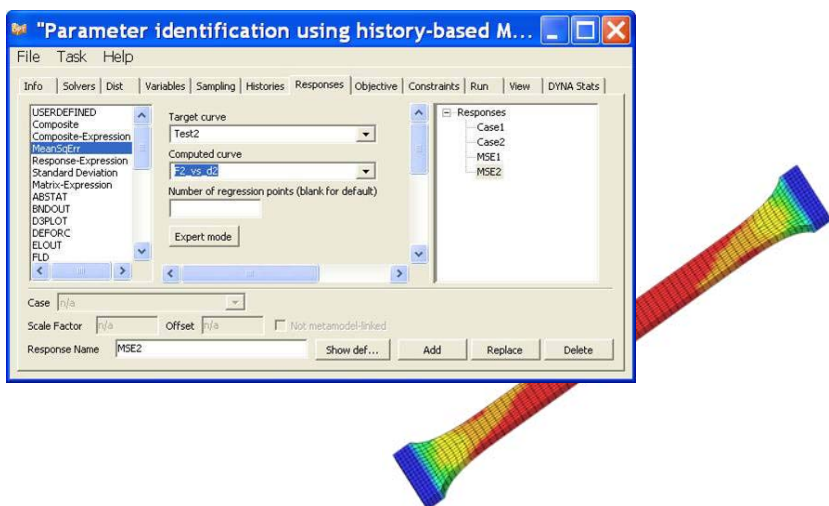 "Parameter identification using history-based M...
File Task Help
Info Solvers Dist Variables Sampling Histories Responses Objective Constraints Run View DYNA Stats
USERDEFINED
Composite
Composite-Expression
MeanSqErr
Response-Expression
Standard Deviation
Matrix-Expression
ABSTAT
BNDOUT
D3PLOT
DEFORC
ELOUT
FLD
Target curve
Test2
Computed curve
F2_vs_d2
Number of regression points (blank for default)
Expert mode
Responses
Case1
Case2
MSE1
MSE2
Case n/a
Scale Factor n/a Offset n/a Not metamodel-linked
Response Name MSE2 Show def... Add Replace Delete